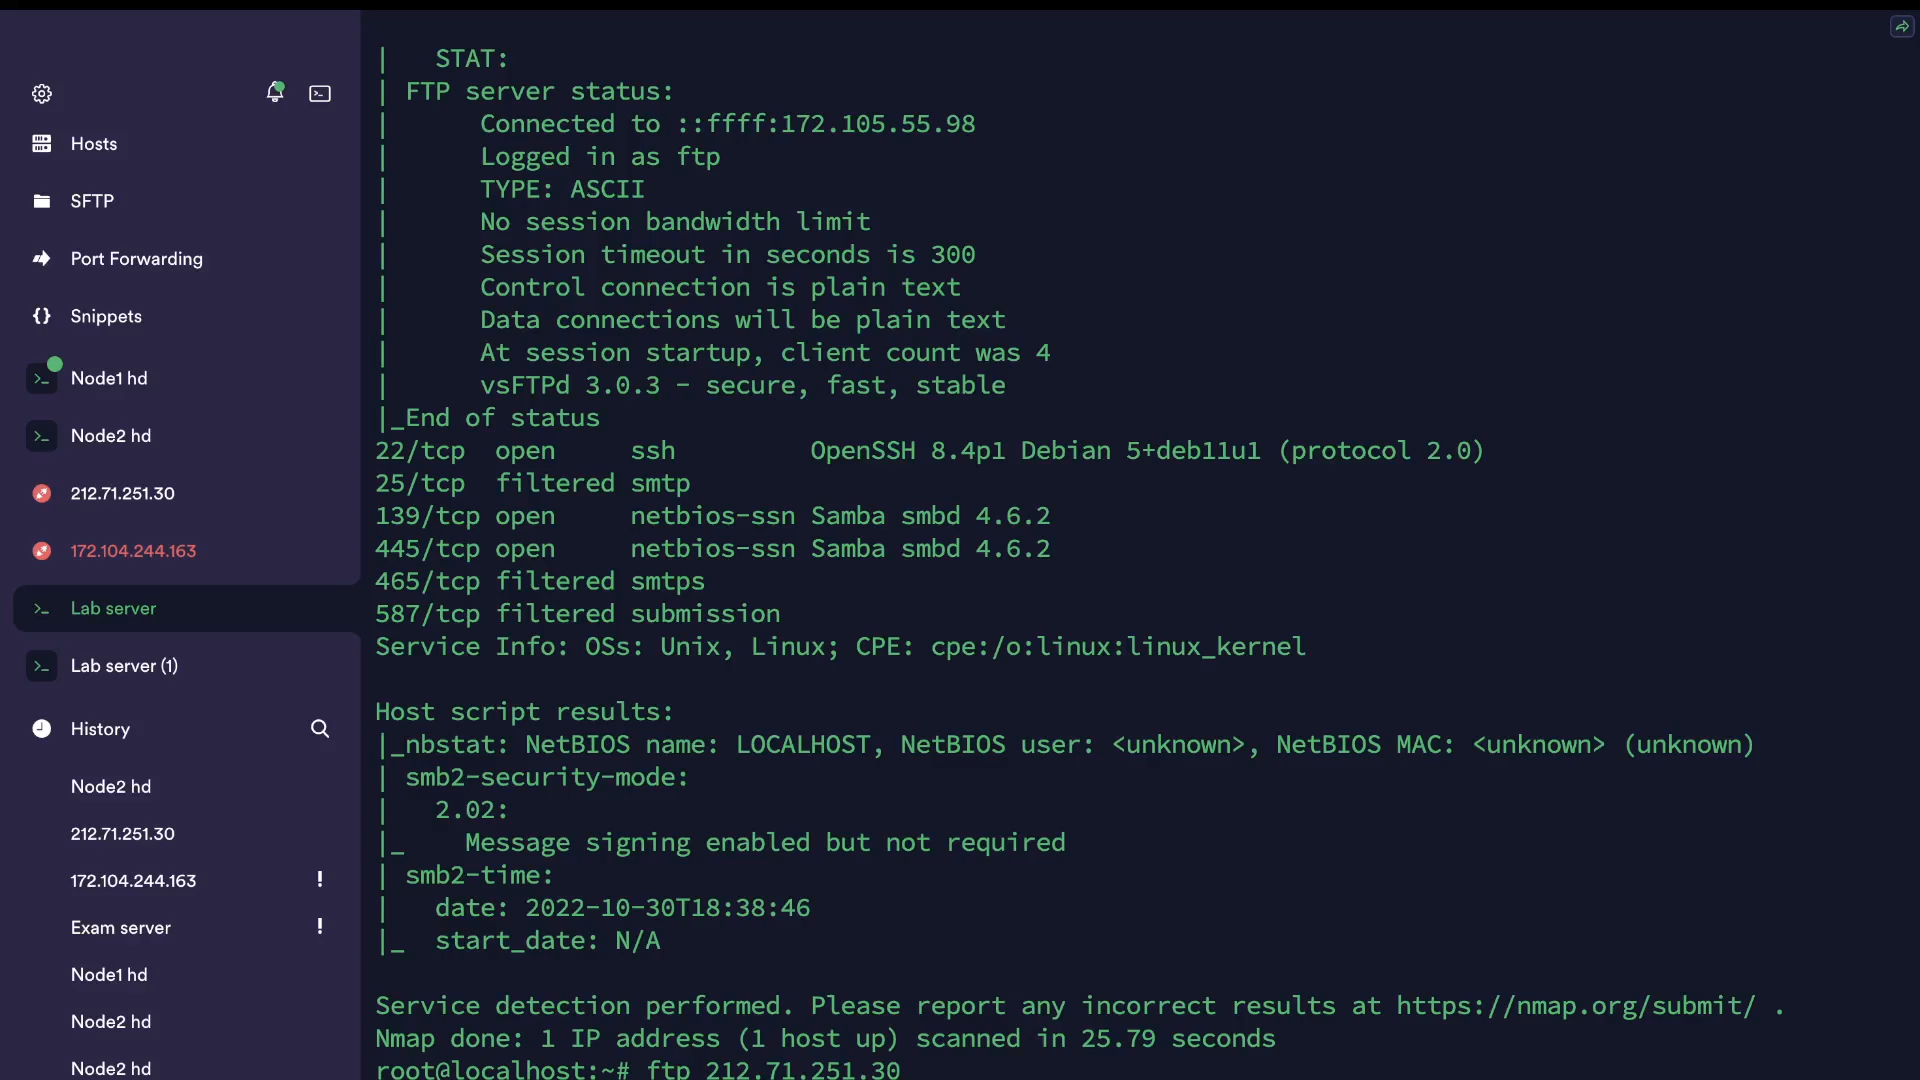 Hosts
SFTP
Port Forwarding
Snippets
Node1 hd
Node2 hd
212.71.251.30
172.104.244.163
Lab server
Lab server (1)
History
Node2 hd
212.71.251.30
172.104.244.163 !
Exam server !
Node1 hd
Node2 hd
Node2 hd
|   STAT:
| FTP server status:
|      Connected to ::ffff:172.105.55.98
|      Logged in as ftp
|      TYPE: ASCII
|      No session bandwidth limit
|      Session timeout in seconds is 300
|      Control connection is plain text
|      Data connections will be plain text
|      At session startup, client count was 4
|      vsFTPd 3.0.3 - secure, fast, stable
|_End of status
22/tcp  open     ssh         OpenSSH 8.4p1 Debian 5+deb11u1 (protocol 2.0)
25/tcp  filtered smtp
139/tcp open     netbios-ssn Samba smbd 4.6.2
445/tcp open     netbios-ssn Samba smbd 4.6.2
465/tcp filtered smtps
587/tcp filtered submission
Service Info: OSs: Unix, Linux; CPE: cpe:/o:linux:linux_kernel
Host script results:
|_nbstat: NetBIOS name: LOCALHOST, NetBIOS user: <unknown>, NetBIOS MAC: <unknown> (unknown)
| smb2-security-mode:
|   2.02:
|_    Message signing enabled but not required
| smb2-time:
|   date: 2022-10-30T18:38:46
|_  start_date: N/A
Service detection performed. Please report any incorrect results at https://nmap.org/submit/ .
Nmap done: 1 IP address (1 host up) scanned in 25.79 seconds
root@localhost:~# ftp 212.71.251.30